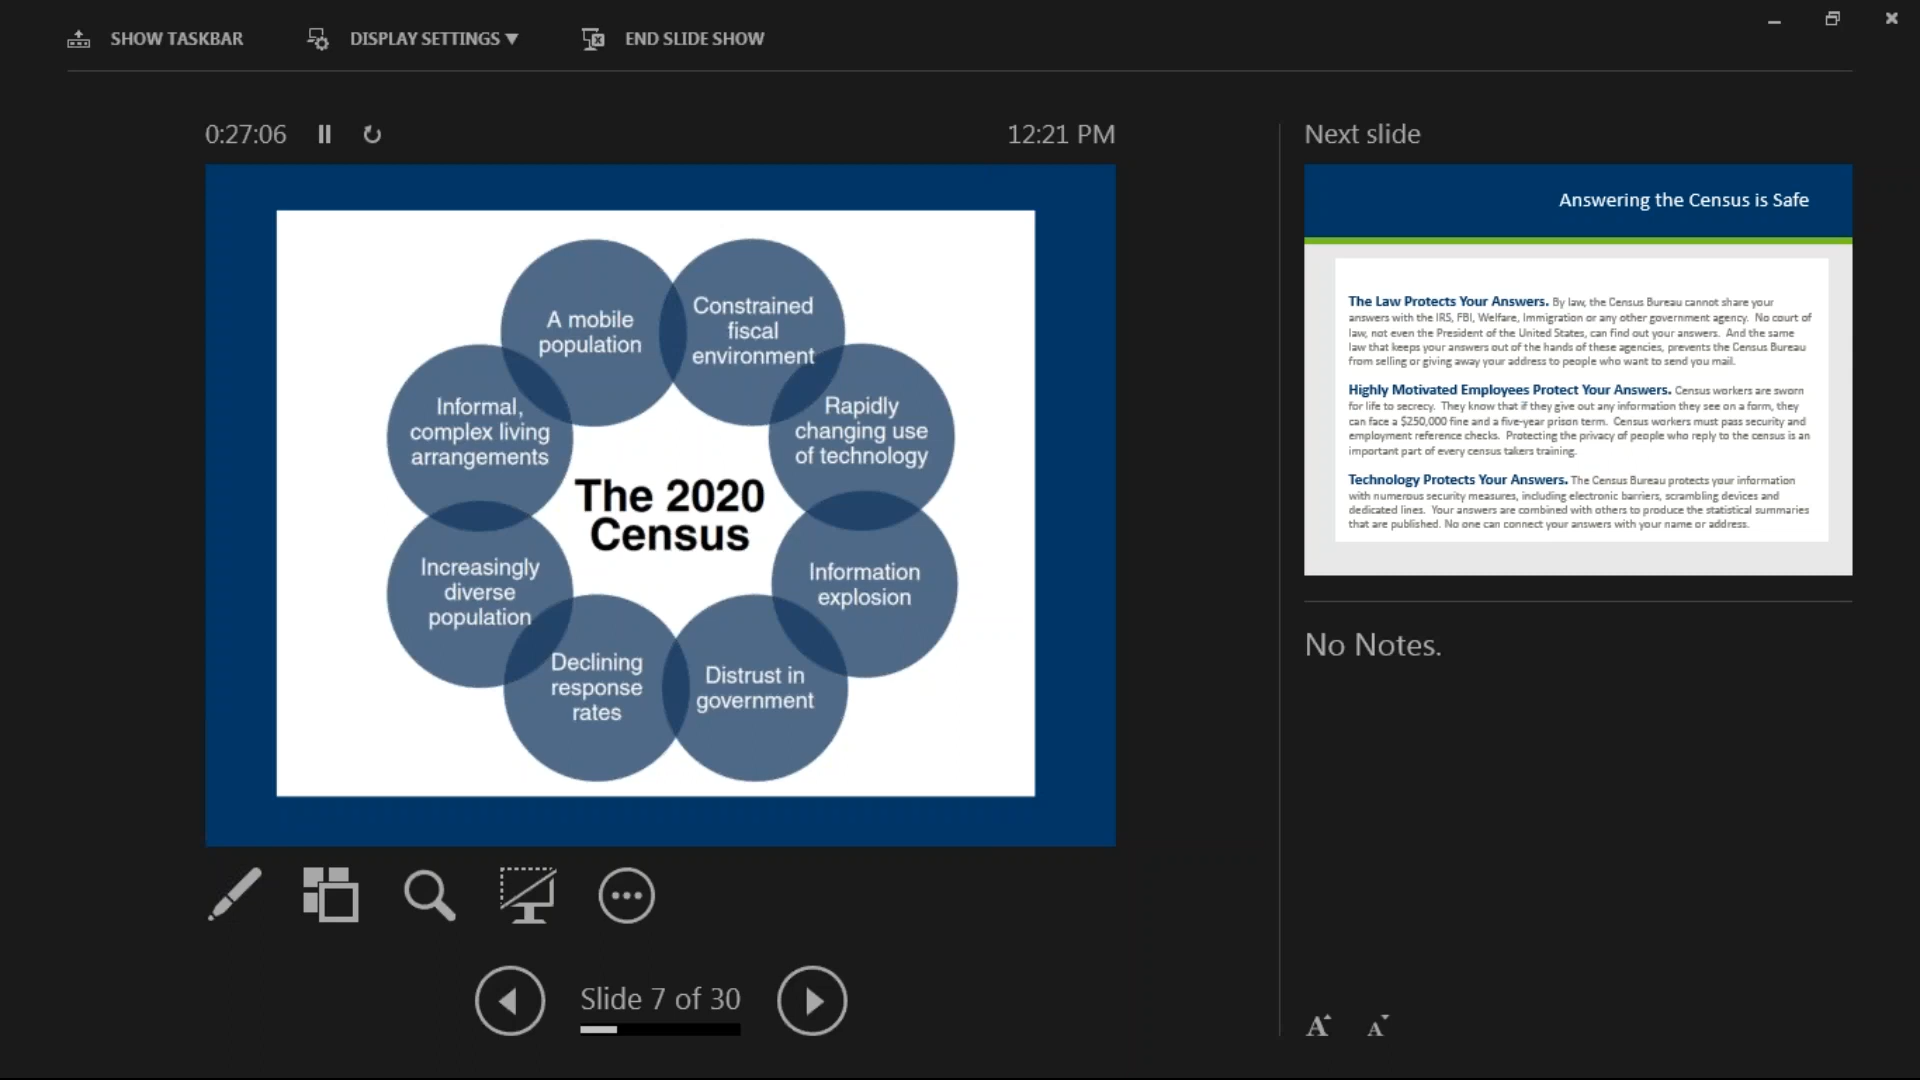 SHOW TASKBAR
DISPLAY SETTINGS ▼
END SLIDE SHOW
0:27:06
12:21 PM
A mobile
population
Constrained
fiscal
environment
Rapidly
changing use
of technology
Information
explosion
Distrust in
government
Declining
response
rates
Increasingly
diverse
population
Informal,
complex living
arrangements
The 2020
Census
Slide 7 of 30
Next slide
Answering the Census is Safe
The Law Protects Your Answers. By law, the Census Bureau cannot share your
answers with the IRS, FBI, Welfare, Immigration or any other government agency. No court of
law, not even the President of the United States, can find out your answers. And the same
law that keeps your answers out of the hands of these agencies, prevents the Census Bureau
from selling or giving away your address to people who want to send you mail.
Highly Motivated Employees Protect Your Answers. Census workers are sworn
for life to secrecy. They know that if they give out any information they see on a form, they
can face a $250,000 fine and a five-year prison term. Census workers must pass security and
employment reference checks. Protecting the privacy of people who reply to the census is an
important part of every census takers training.
Technology Protects Your Answers. The Census Bureau protects your information
with numerous security measures, including electronic barriers, scrambling devices and
dedicated lines. Your answers are combined with others to produce the statistical summaries
that are published. No one can connect your answers with your name or address.
No Notes.
A A